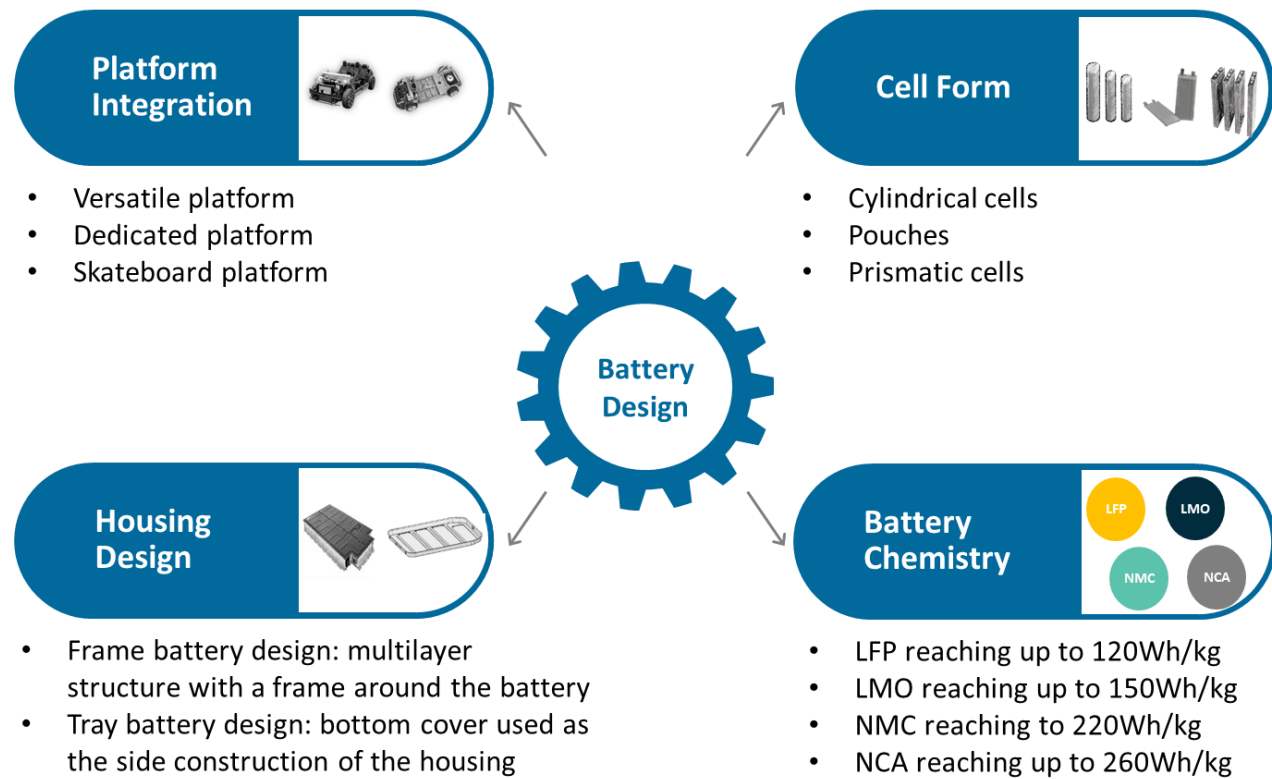 Platform
Integration
• Versatile platform
• Dedicated platform
• Skateboard platform
Cell Form
• Cylindrical cells
• Pouches
• Prismatic cells
Battery
Design
Housing
Design
• Frame battery design: multilayer
structure with a frame around the battery
• Tray battery design: bottom cover used as
the side construction of the housing
Battery
Chemistry
LFP
LMO
NMC
NCA
• LFP reaching up to 120Wh/kg
• LMO reaching up to 150Wh/kg
• NMC reaching to 220Wh/kg
• NCA reaching up to 260Wh/kg